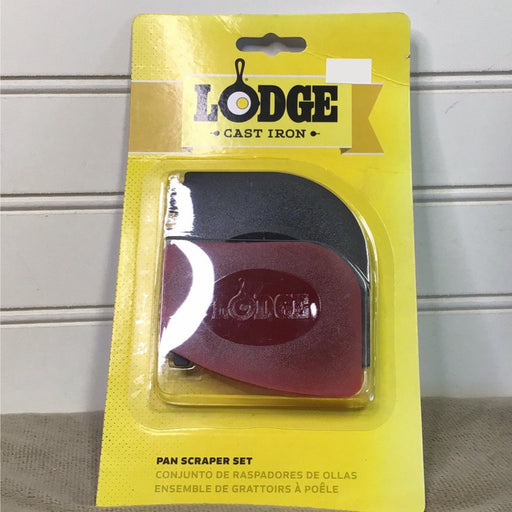 LODGE
CAST IRON
LODGE
PAN SCRAPER SET
CONJUNTO DE RASPADORES DE OLLAS
ENSEMBLE DE GRATTOIRS À POÊLE